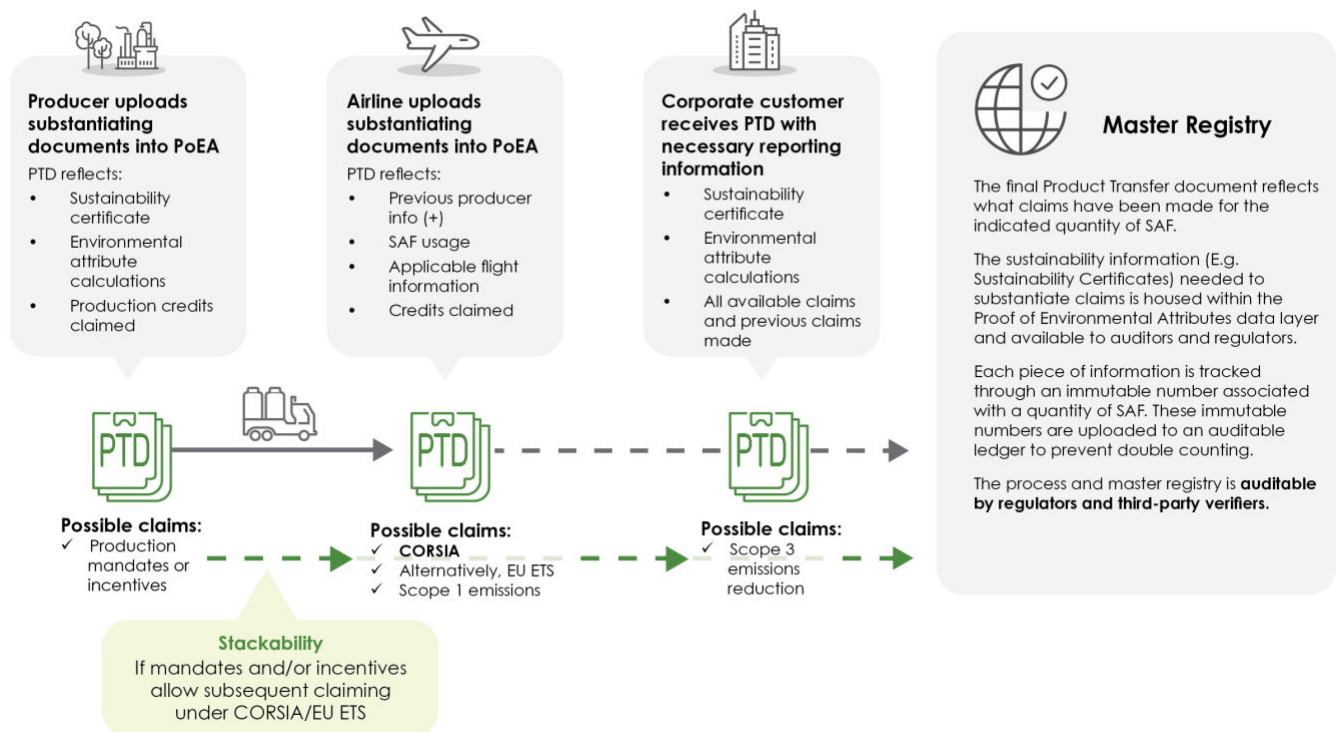 Producer uploads
substantiating
documents into PoEA
PTD reflects:
• Sustainability
certificate
• Environmental
attribute
calculations
• Production credits
claimed
Airline uploads
substantiating
documents into PoEA
PTD reflects:
• Previous producer
info (+)
• SAF usage
• Applicable flight
information
• Credits claimed
Corporate customer
receives PTD with
necessary reporting
information
• Sustainability
certificate
• Environmental
attribute
calculations
• All available claims
and previous claims
made
Master Registry
The final Product Transfer document reflects
what claims have been made for the
indicated quantity of SAF.
The sustainability information (E.g.
Sustainability Certificates) needed to
substantiate claims is housed within the
Proof of Environmental Attributes data layer
and available to auditors and regulators.
Each piece of information is tracked
through an immutable number associated
with a quantity of SAF. These immutable
numbers are uploaded to an auditable
ledger to prevent double counting.
The process and master registry is auditable
by regulators and third-party verifiers.
PTD
PTD
PTD
Possible claims:
✓ Production
mandates or
incentives
Possible claims:
✓ CORSIA
✓ Alternatively, EU ETS
✓ Scope 1 emissions
Possible claims:
✓ Scope 3
emissions
reduction
Stackability
If mandates and/or incentives
allow subsequent claiming
under CORSIA/EU ETS